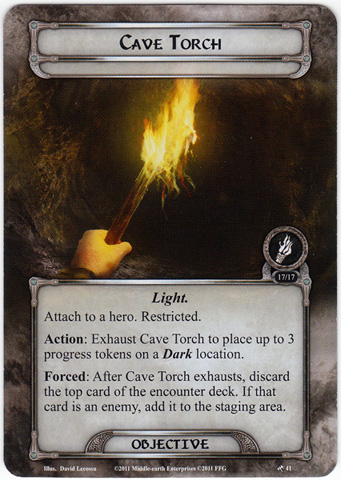 Cave Torch
17/17
Light.
Attach to a hero. Restricted.
Action: Exhaust Cave Torch to place up to 3
progress tokens on a Dark location.
Forced: After Cave Torch exhausts, discard
the top card of the encounter deck. If that
card is an enemy, add it to the staging area.
Objective
Illus. David Lecossu ©2011 Middle-earth Enterprises ©2011 FFG 41